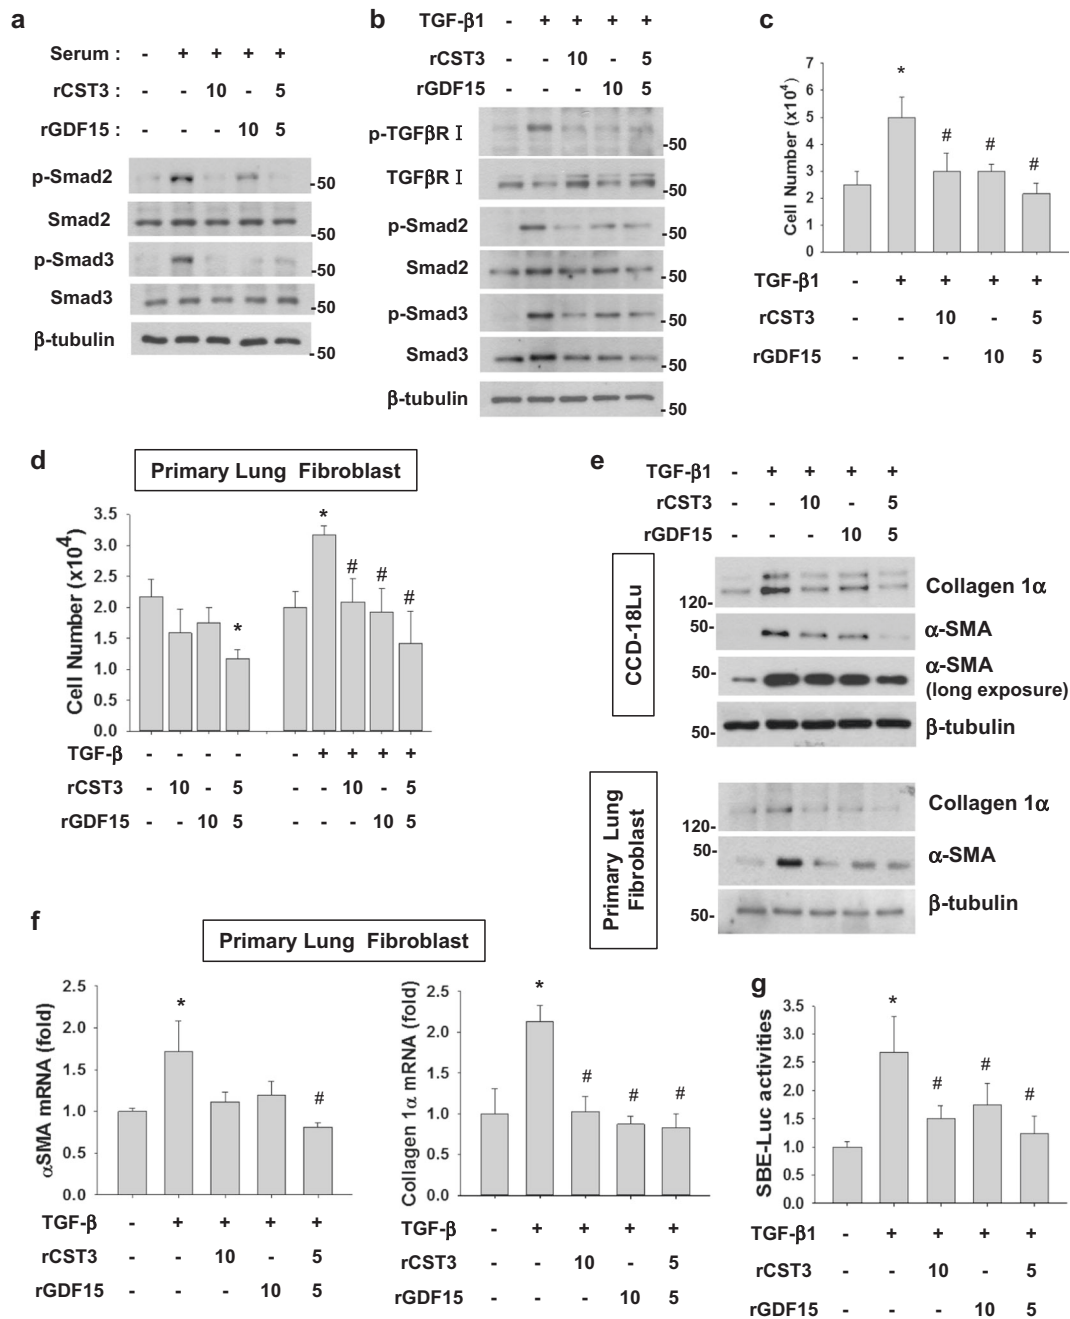 a
Serum : - + + + +
rCST3 : - - 10 - 5
rGDF15 : - - - 10 5
p-Smad2
-50
Smad2
-50
p-Smad3
-50
Smad3
-50
β-tubulin
-50
b
TGF-β1 - + + + +
rCST3 - - 10 - 5
rGDF15 - - - 10 5
p-TGFβR I
-50
TGFβR I
-50
p-Smad2
-50
Smad2
-50
p-Smad3
-50
Smad3
-50
β-tubulin
-50
c
Cell Number (x10⁴)
7
6
5
4
3
2
1
0
*
#
#
#
TGF-β1 - + + + +
rCST3 - - 10 - 5
rGDF15 - - - 10 5
d
Primary Lung Fibroblast
Cell Number (x10⁴)
3.5
3.0
2.5
2.0
1.5
1.0
0.5
0.0
*
*
#
#
#
TGF-β - - - - - + + + +
rCST3 - 10 - 5 - - 10 - 5
rGDF15 - - 10 5 - - - 10 5
e
TGF-β1 - + + + +
rCST3 - - 10 - 5
rGDF15 - - - 10 5
CCD-18Lu
120-
Collagen 1α
50-
α-SMA
50-
α-SMA
(long exposure)
50-
β-tubulin
Primary Lung
Fibroblast
120-
Collagen 1α
50-
α-SMA
50-
β-tubulin
f
Primary Lung Fibroblast
αSMA mRNA (fold)
2.5
2.0
1.5
1.0
0.5
0.0
*
#
TGF-β - + + + +
rCST3 - - 10 - 5
rGDF15 - - - 10 5
Collagen 1α mRNA (fold)
2.5
2.0
1.5
1.0
0.5
0.0
*
#
#
#
TGF-β - + + + +
rCST3 - - 10 - 5
rGDF15 - - - 10 5
g
SBE-Luc activities
3.5
3.0
2.5
2.0
1.5
1.0
0.5
0.0
*
#
#
#
TGF-β1 - + + + +
rCST3 - - 10 - 5
rGDF15 - - - 10 5